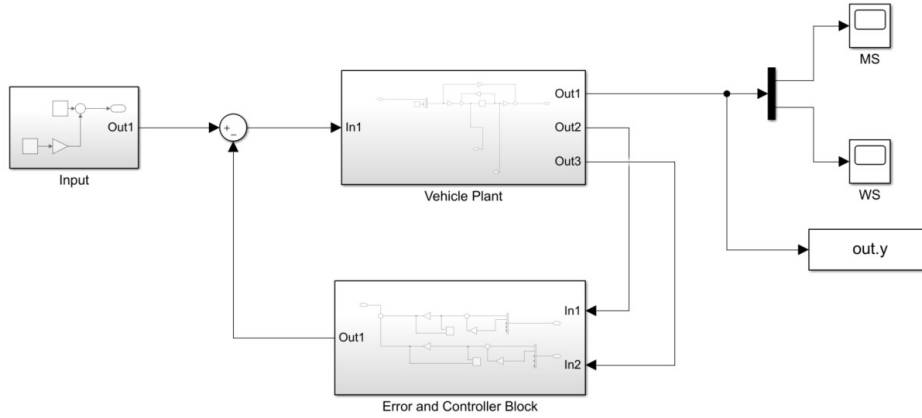 MS
Out1
Input
+
−
In1
Out1
Out2
Out3
Vehicle Plant
WS
out.y
Out1
In1
In2
Error and Controller Block